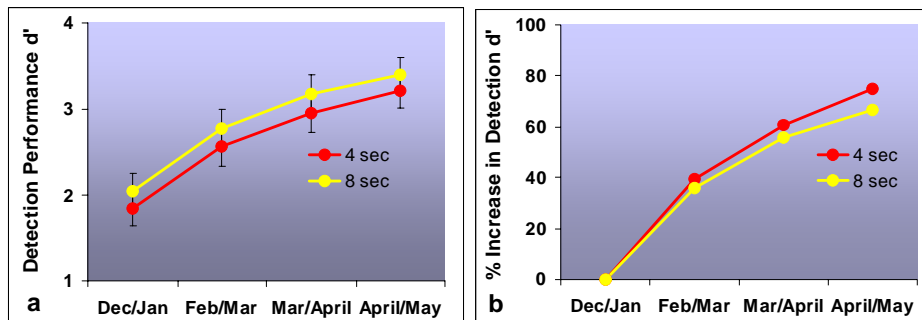 Detection Performance d'
4
3
2
1
4 sec
8 sec
a
Dec/Jan Feb/Mar Mar/April April/May
% Increase in Detection d'
100
80
60
40
20
0
4 sec
8 sec
b
Dec/Jan Feb/Mar Mar/April April/May